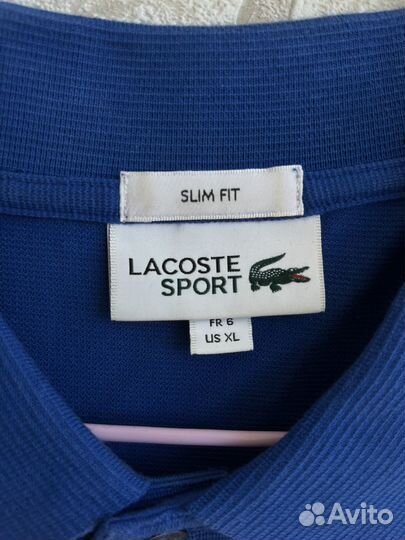 SLIM FIT
LACOSTE
SPORT
FR 6
US XL
Avito